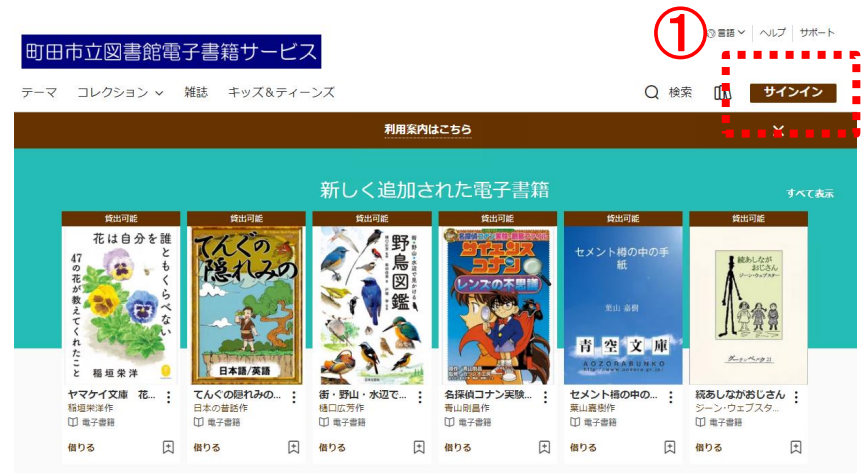 ①
言語 ヘルプ サポート
町田市立図書館電子書籍サービス
テーマ コレクション 雑誌 キッズ&ティーンズ
検索 サインイン
利用案内はこちら
新しく追加された電子書籍
すべて表示
貸出可能
花は自分を誰ともくらべない
47の花が教えてくれたこと
稲垣栄洋
ヤマケイ文庫 花...
稲垣栄洋作
電子書籍
借りる
貸出可能
てんぐの隠れみの
日本語/英語
てんぐの隠れみの...
日本の昔話作
電子書籍
借りる
貸出可能
街・野山・水辺で見かける
野鳥図鑑
街・野山・水辺で...
樋口広芳作
電子書籍
借りる
貸出可能
サイエンスコナン
レンズの不思議
名探偵コナン実験...
青山剛昌作
電子書籍
借りる
貸出可能
セメント樽の中の手紙
葉山 嘉樹
青空文庫
AOZORABUNKO
セメント樽の中の...
葉山嘉樹作
電子書籍
借りる
貸出可能
続あしながおじさん
ジーン・ウェブスター
続あしながおじさん
ジーン・ウェブスタ...
電子書籍
借りる